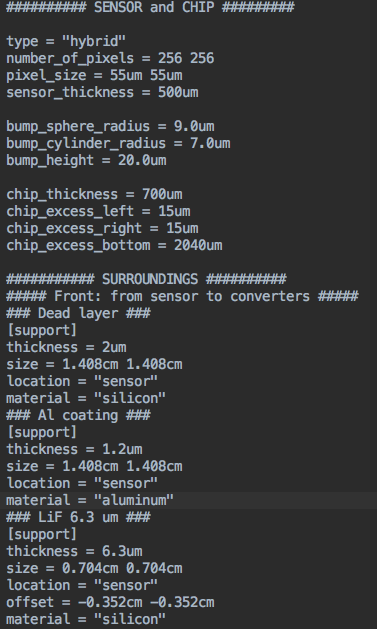 ########## SENSOR and CHIP #########
type = "hybrid"
number_of_pixels = 256 256
pixel_size = 55um 55um
sensor_thickness = 500um
bump_sphere_radius = 9.0um
bump_cylinder_radius = 7.0um
bump_height = 20.0um
chip_thickness = 700um
chip_excess_left = 15um
chip_excess_right = 15um
chip_excess_bottom = 2040um
########### SURROUNDINGS ##########
##### Front: from sensor to converters #####
### Dead layer ###
[support]
thickness = 2um
size = 1.408cm 1.408cm
location = "sensor"
material = "silicon"
### Al coating ###
[support]
thickness = 1.2um
size = 1.408cm 1.408cm
location = "sensor"
material = "aluminum"
### LiF 6.3 um ###
[support]
thickness = 6.3um
size = 0.704cm 0.704cm
location = "sensor"
offset = -0.352cm -0.352cm
material = "silicon"